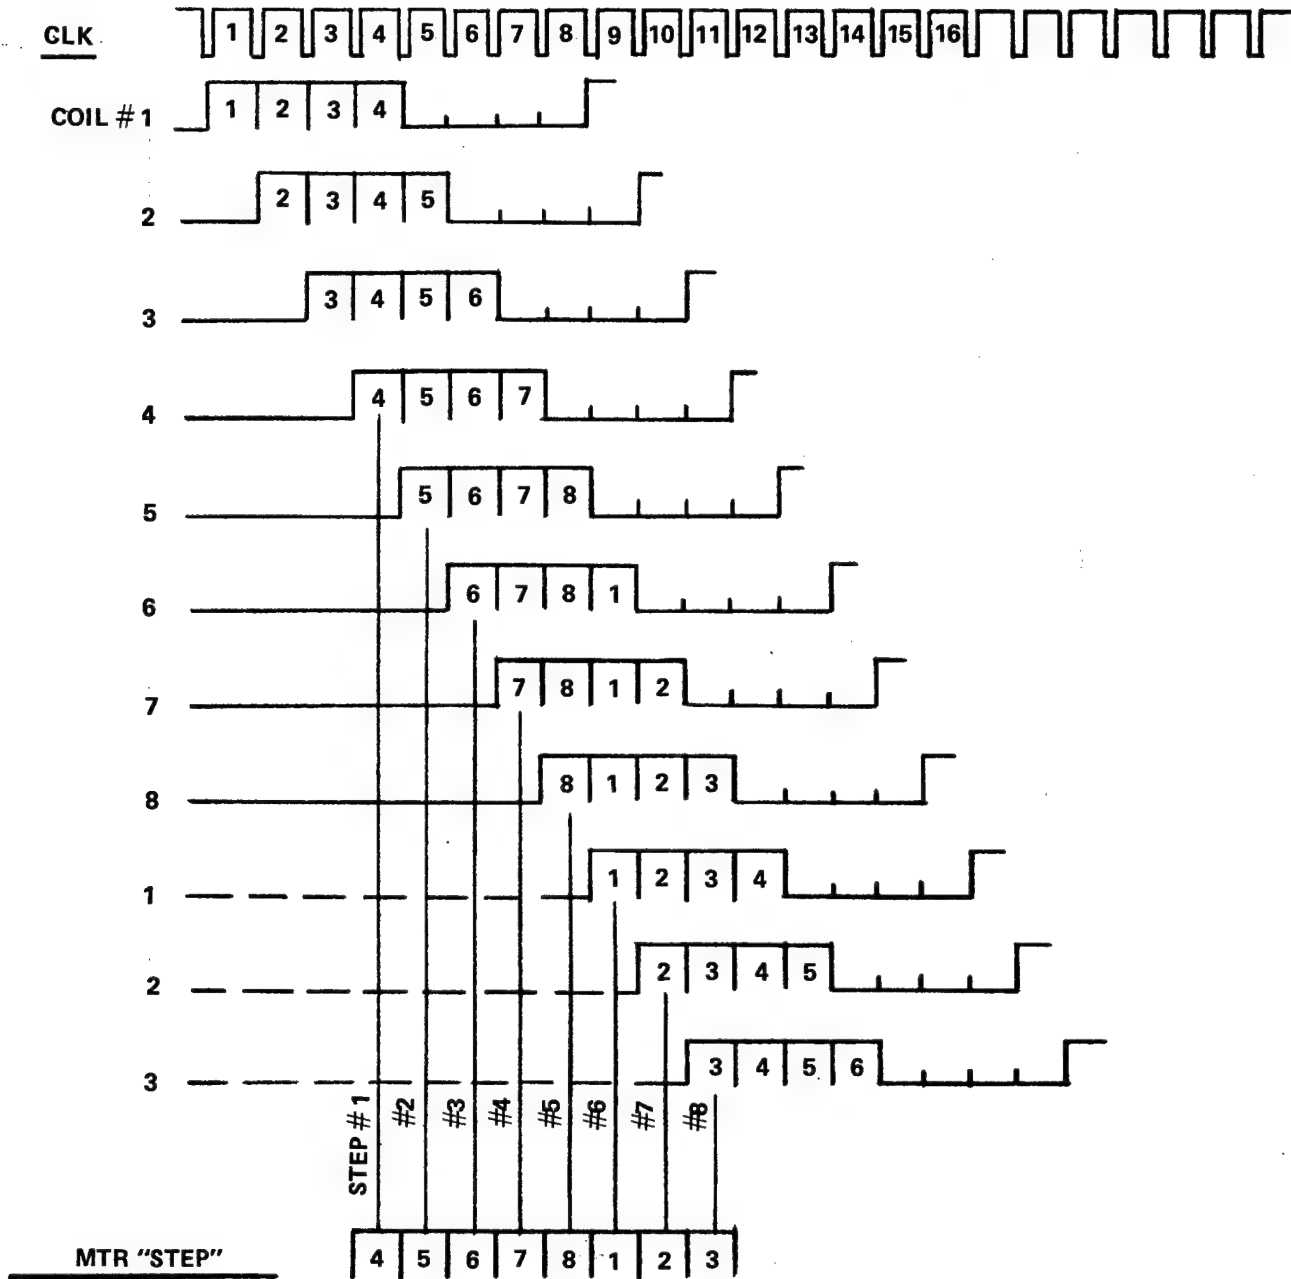 CLK 1 2 3 4 5 6 7 8 9 10 11 12 13 14 15 16
COIL #1 1 2 3 4
2 2 3 4 5
3 3 4 5 6
4 4 5 6 7
5 5 6 7 8
6 6 7 8 1
7 7 8 1 2
8 8 1 2 3
1 1 2 3 4
2 2 3 4 5
3 3 4 5 6
STEP #1 #2 #3 #4 #5 #6 #7 #8
MTR "STEP" 4 5 6 7 8 1 2 3